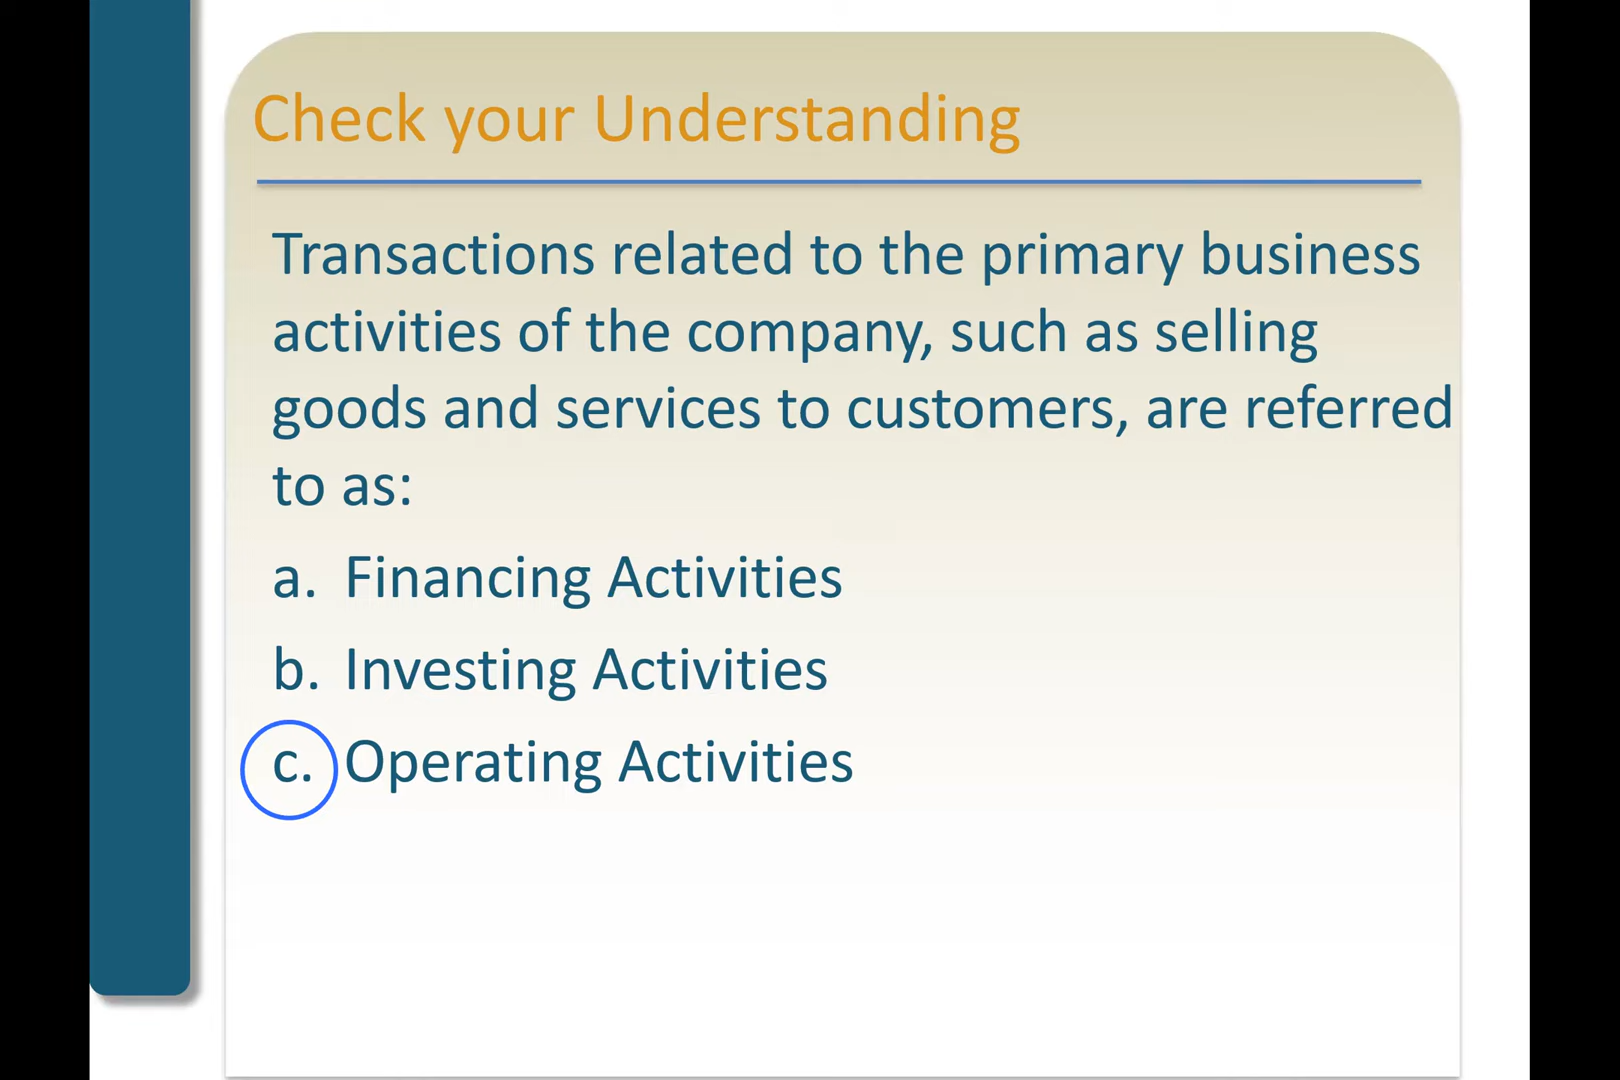 Check your Understanding
Transactions related to the primary business
activities of the company, such as selling
goods and services to customers, are referred
to as:
a. Financing Activities
b. Investing Activities
c. Operating Activities